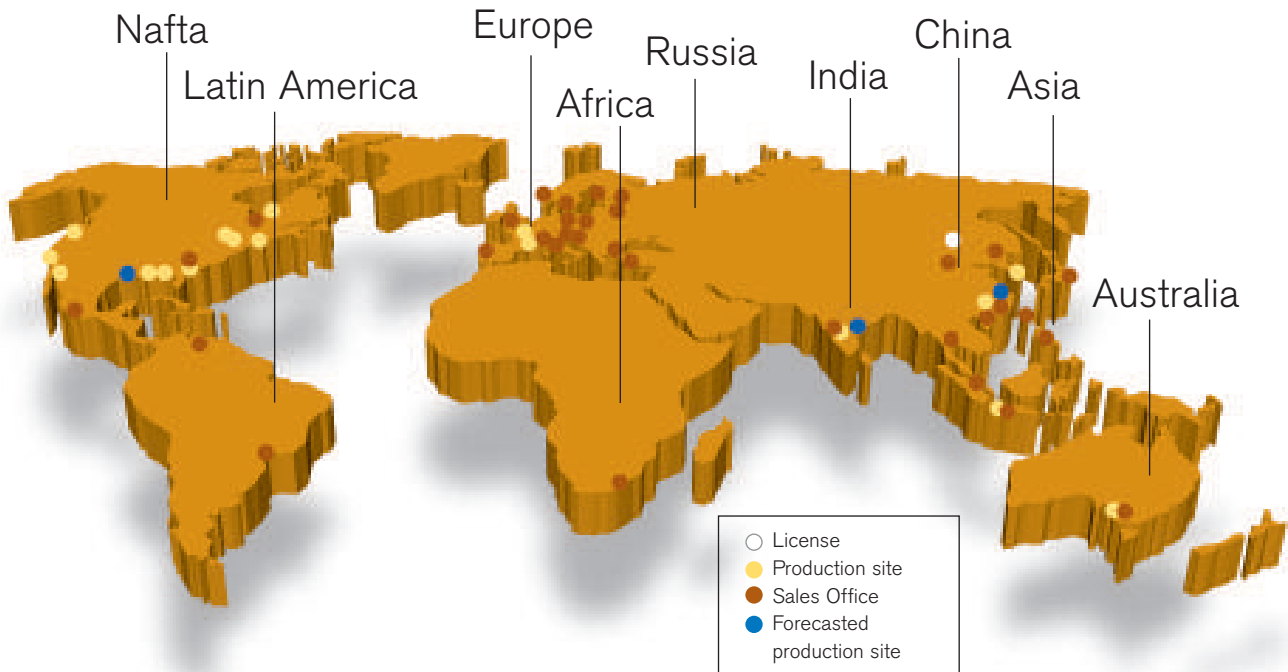 Nafta
Latin America
Europe
Africa
Russia
India
China
Asia
Australia
License
Production site
Sales Office
Forecasted
production site